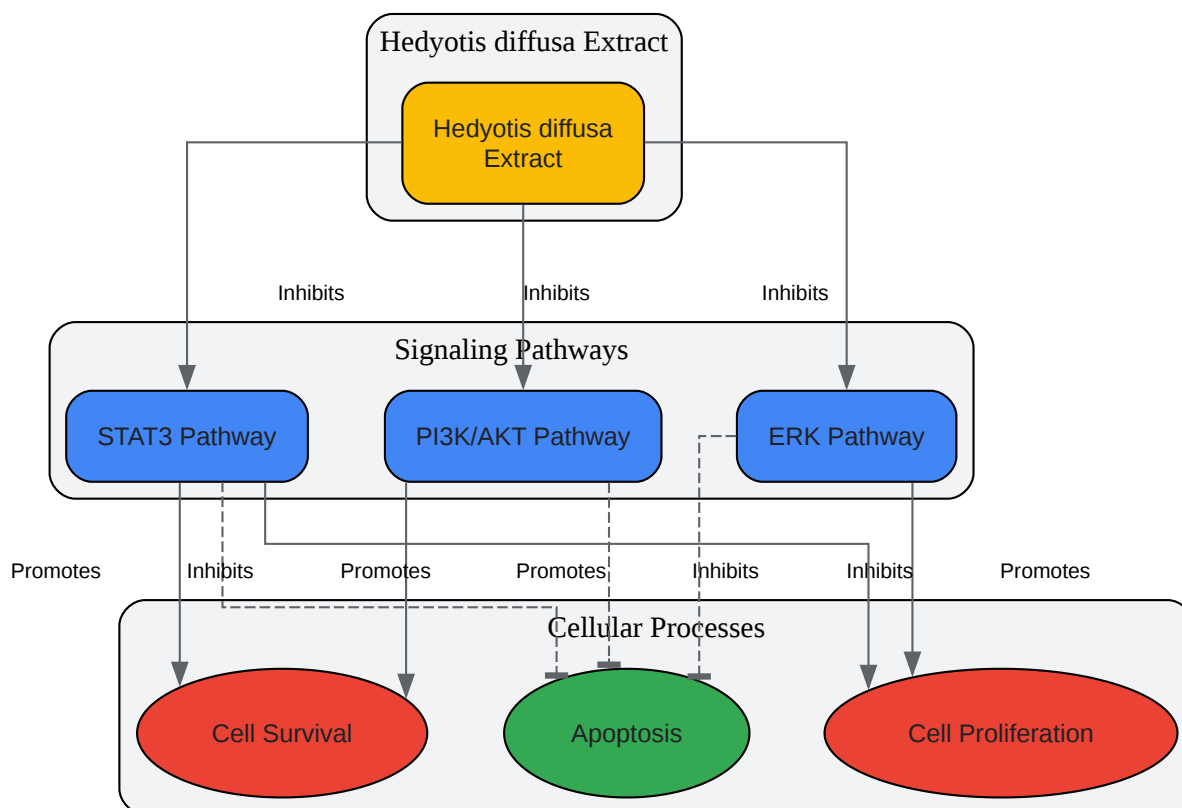 Hedyotis diffusa Extract
Hedyotis diffusa
Extract
Inhibits
Inhibits
Inhibits
Signaling Pathways
STAT3 Pathway
PI3K/AKT Pathway
ERK Pathway
Promotes
Inhibits
Promotes
Promotes
Inhibits
Inhibits
Promotes
Cellular Processes
Cell Survival
Apoptosis
Cell Proliferation